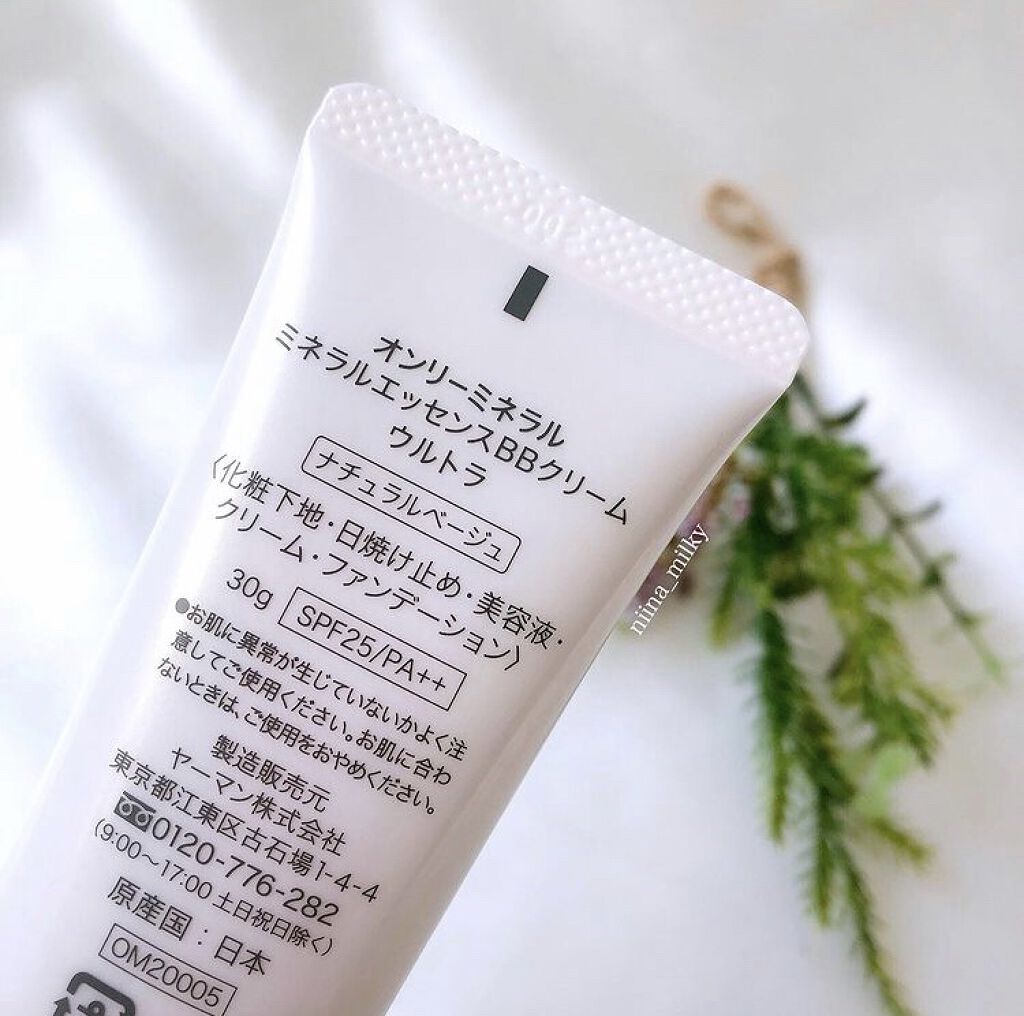 オンリーミネラル
ミネラルエッセンスBBクリーム
ウルトラ
ナチュラルベージュ
〈化粧下地・日焼け止め・美容液・
クリーム・ファンデーション〉
30g SPF25/PA++
●お肌に異常が生じていないかよく注
意してご使用ください。お肌に合わ
ないときは、ご使用をおやめください。
製造販売元
ヤーマン株式会社
東京都江東区古石場1-4-4
0120-776-282
(9:00〜17:00 土日祝日除く)
原産国:日本
OM20005
niina_milky